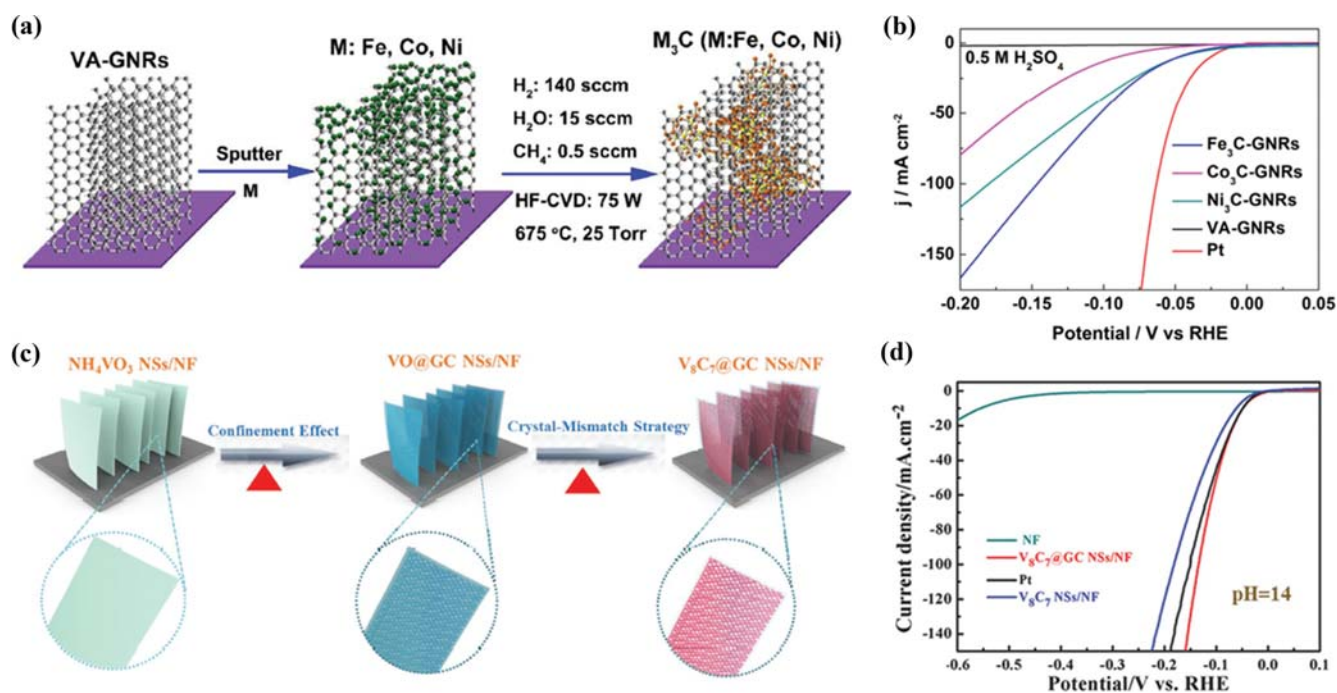 (a)
VA-GNRs
Sputter
M
M: Fe, Co, Ni
H₂: 140 sccm
H₂O: 15 sccm
CH₄: 0.5 sccm
HF-CVD: 75 W
675 °C, 25 Torr
M₃C (M:Fe, Co, Ni)
(b)
j / mA cm⁻²
0
-50
-100
-150
0.5 M H₂SO₄
Fe₃C-GNRs
Co₃C-GNRs
Ni₃C-GNRs
VA-GNRs
Pt
-0.20 -0.15 -0.10 -0.05 0.00 0.05
Potential / V vs RHE
(c)
NH₄VO₃ NSs/NF
Confinement Effect
VO@GC NSs/NF
Crystal-Mismatch Strategy
V₈C₇@GC NSs/NF
(d)
Current density/mA.cm⁻²
0
-20
-40
-60
-80
-100
-120
-140
NF
V₈C₇@GC NSs/NF
Pt
V₈C₇ NSs/NF
pH=14
-0.6 -0.5 -0.4 -0.3 -0.2 -0.1 0.0 0.1
Potential/V vs. RHE